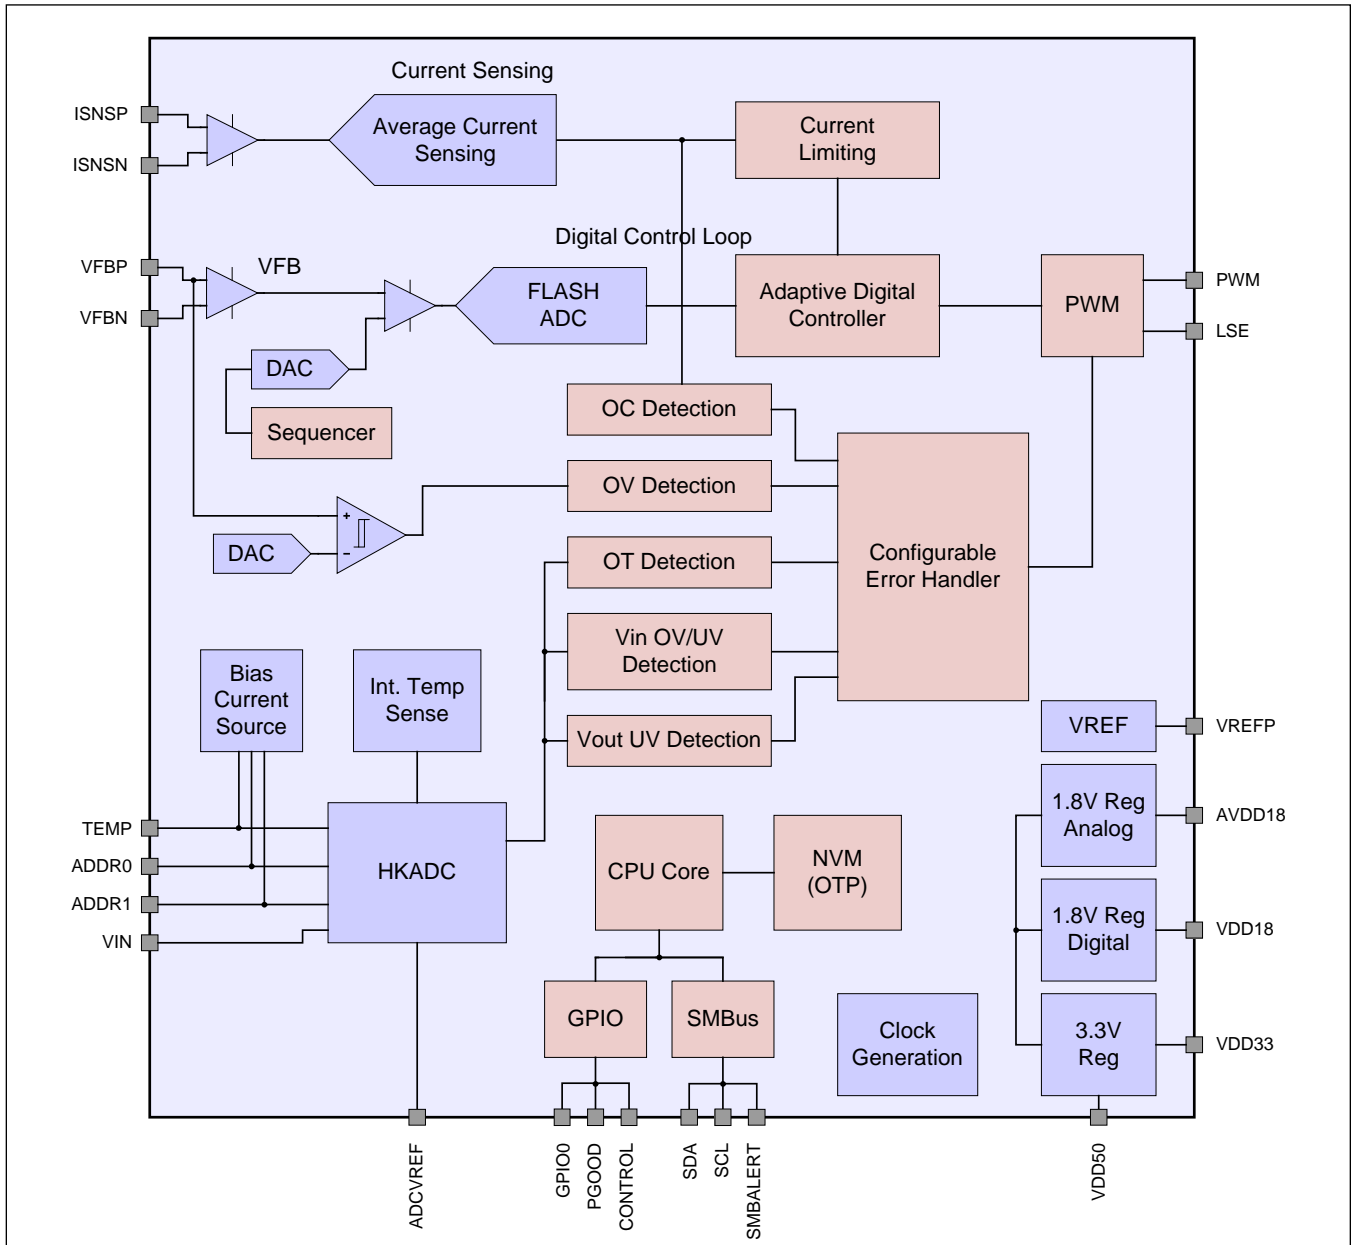 Current Sensing
ISNSP
ISNSN
Average Current
Sensing
Current
Limiting
Digital Control Loop
VFBP
VFBN
VFB
FLASH
ADC
Adaptive Digital
Controller
PWM
PWM
LSE
DAC
Sequencer
OC Detection
OV Detection
+
-
DAC
OT Detection
Configurable
Error Handler
Vin OV/UV
Detection
Vout UV Detection
Bias
Current
Source
Int. Temp
Sense
VREF
VREFP
1.8V Reg
Analog
AVDD18
TEMP
ADDR0
ADDR1
VIN
HKADC
CPU Core
NVM
(OTP)
1.8V Reg
Digital
VDD18
GPIO
SMBus
Clock
Generation
3.3V
Reg
VDD33
ADCVREF
GPIO0
PGOOD
CONTROL
SDA
SCL
SMBALERT
VDD50